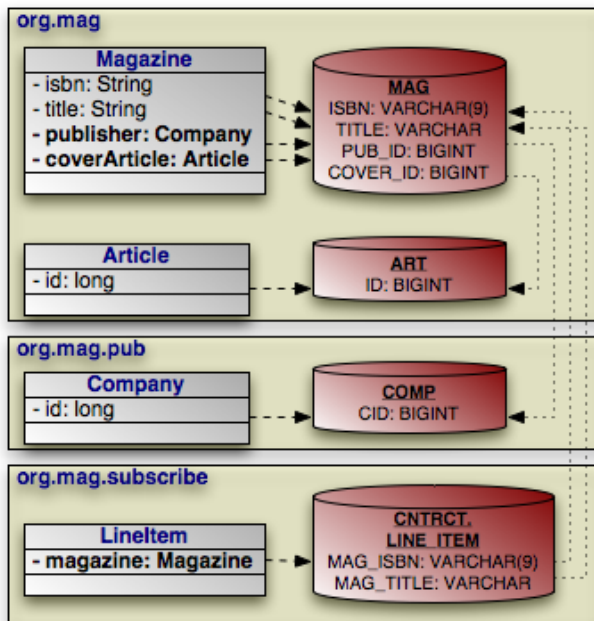 org.mag
Magazine
- isbn: String
- title: String
- publisher: Company
- coverArticle: Article
MAG
ISBN: VARCHAR(9)
TITLE: VARCHAR
PUB_ID: BIGINT
COVER_ID: BIGINT
Article
- id: long
ART
ID: BIGINT
org.mag.pub
Company
- id: long
COMP
CID: BIGINT
org.mag.subscribe
LineItem
- magazine: Magazine
CNTRCT.
LINE_ITEM
MAG_ISBN: VARCHAR(9)
MAG_TITLE: VARCHAR